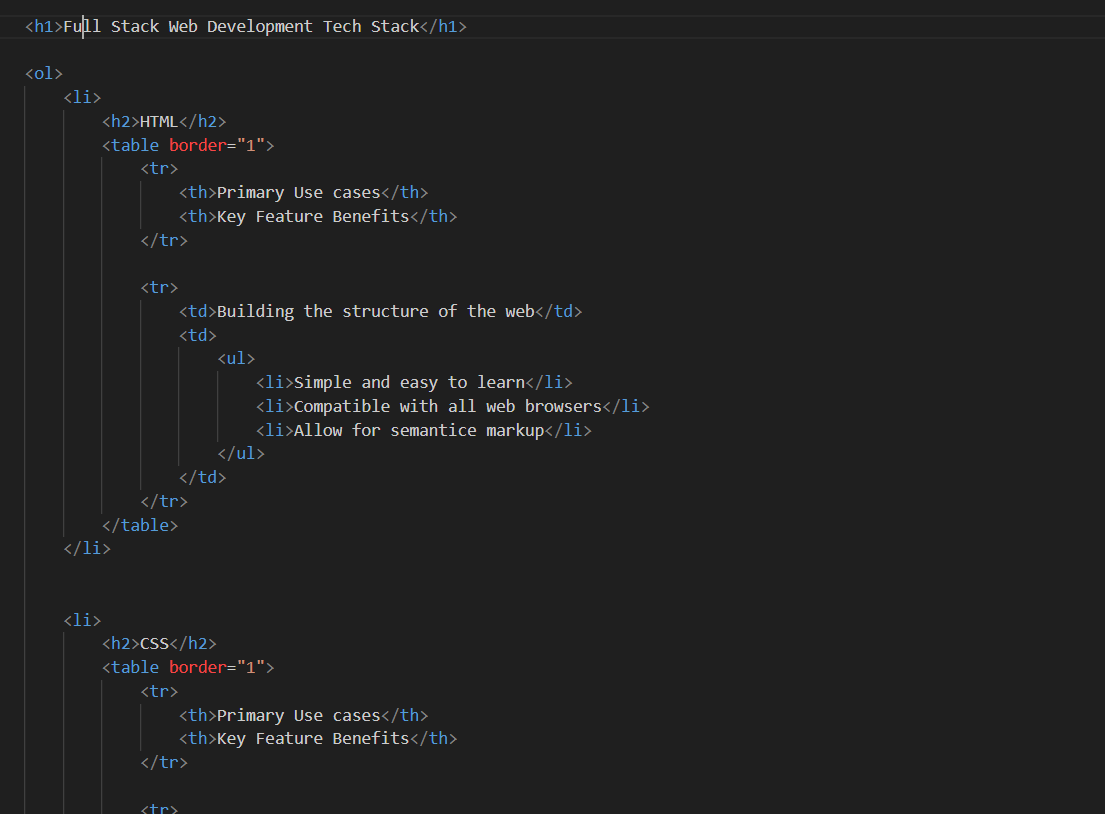 <h1>Full Stack Web Development Tech Stack</h1>
<ol>
<li>
<h2>HTML</h2>
<table border="1">
<tr>
<th>Primary Use cases</th>
<th>Key Feature Benefits</th>
</tr>
<tr>
<td>Building the structure of the web</td>
<td>
<ul>
<li>Simple and easy to learn</li>
<li>Compatible with all web browsers</li>
<li>Allow for semantice markup</li>
</ul>
</td>
</tr>
</table>
</li>
<li>
<h2>CSS</h2>
<table border="1">
<tr>
<th>Primary Use cases</th>
<th>Key Feature Benefits</th>
</tr>
<tr>